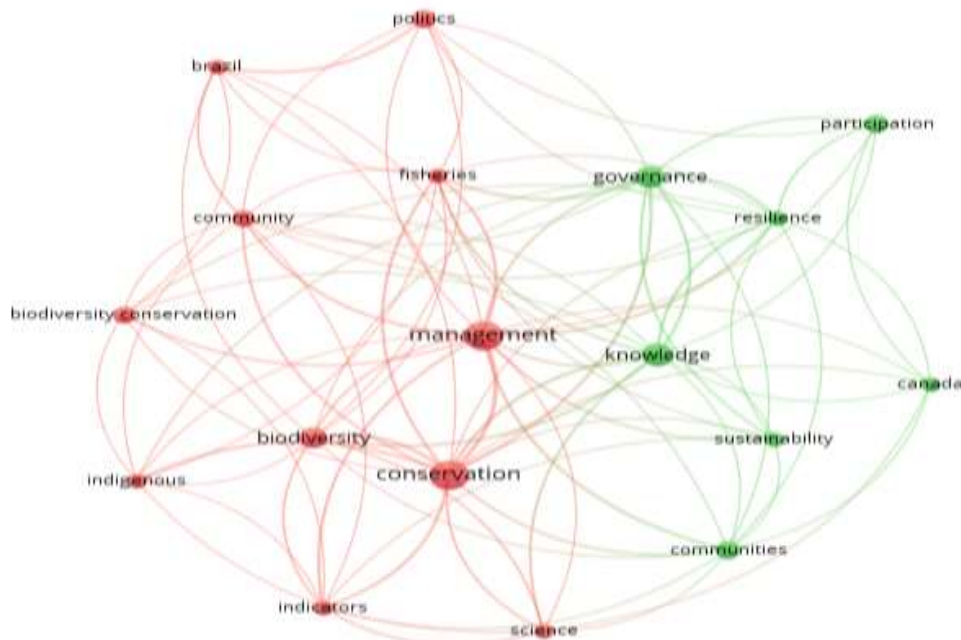 politics
brazil
participation
fisheries
governance
community
resilience
biodiversity conservation
management
knowledge
canada
biodiversity
sustainability
conservation
indigenous
communities
indicators
science